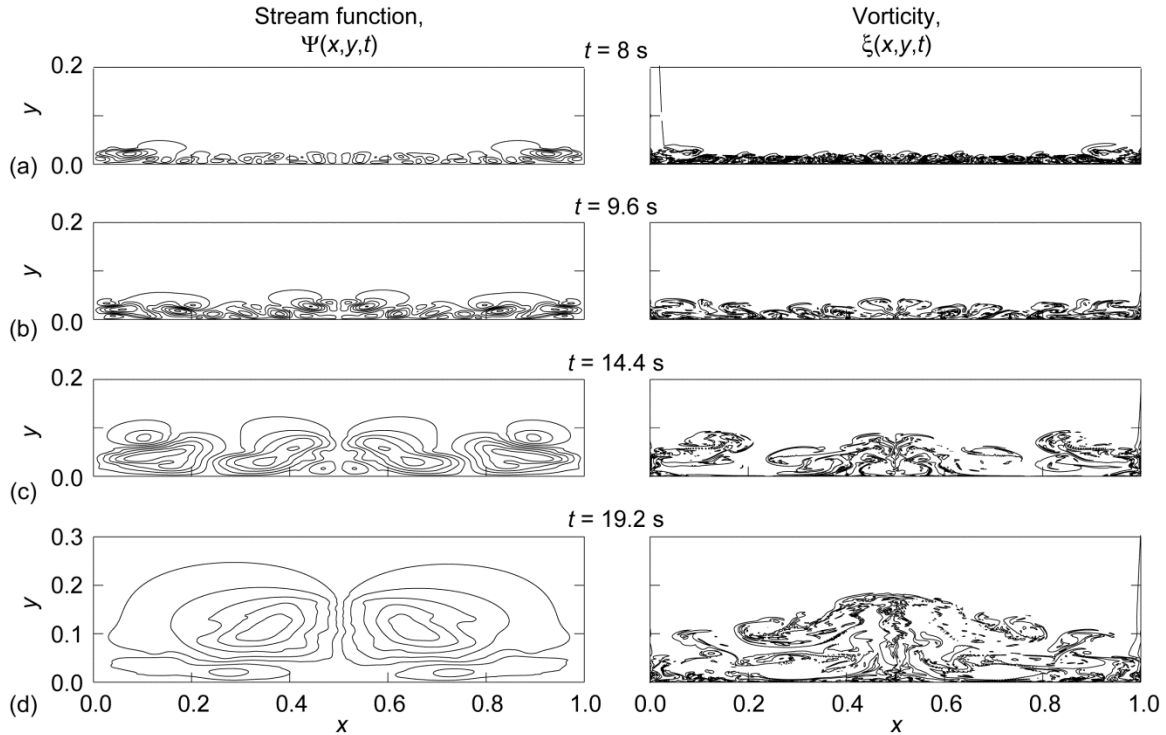 Stream function,
Ψ(x,y,t)
Vorticity,
ξ(x,y,t)
t = 8 s
0.2
y
0.0
(a)
t = 9.6 s
0.2
y
0.0
(b)
t = 14.4 s
0.2
y
0.0
(c)
t = 19.2 s
0.3
0.2
y
0.1
0.0
(d)
0.0 0.2 0.4 0.6 0.8 1.0
x
0.0 0.2 0.4 0.6 0.8 1.0
x